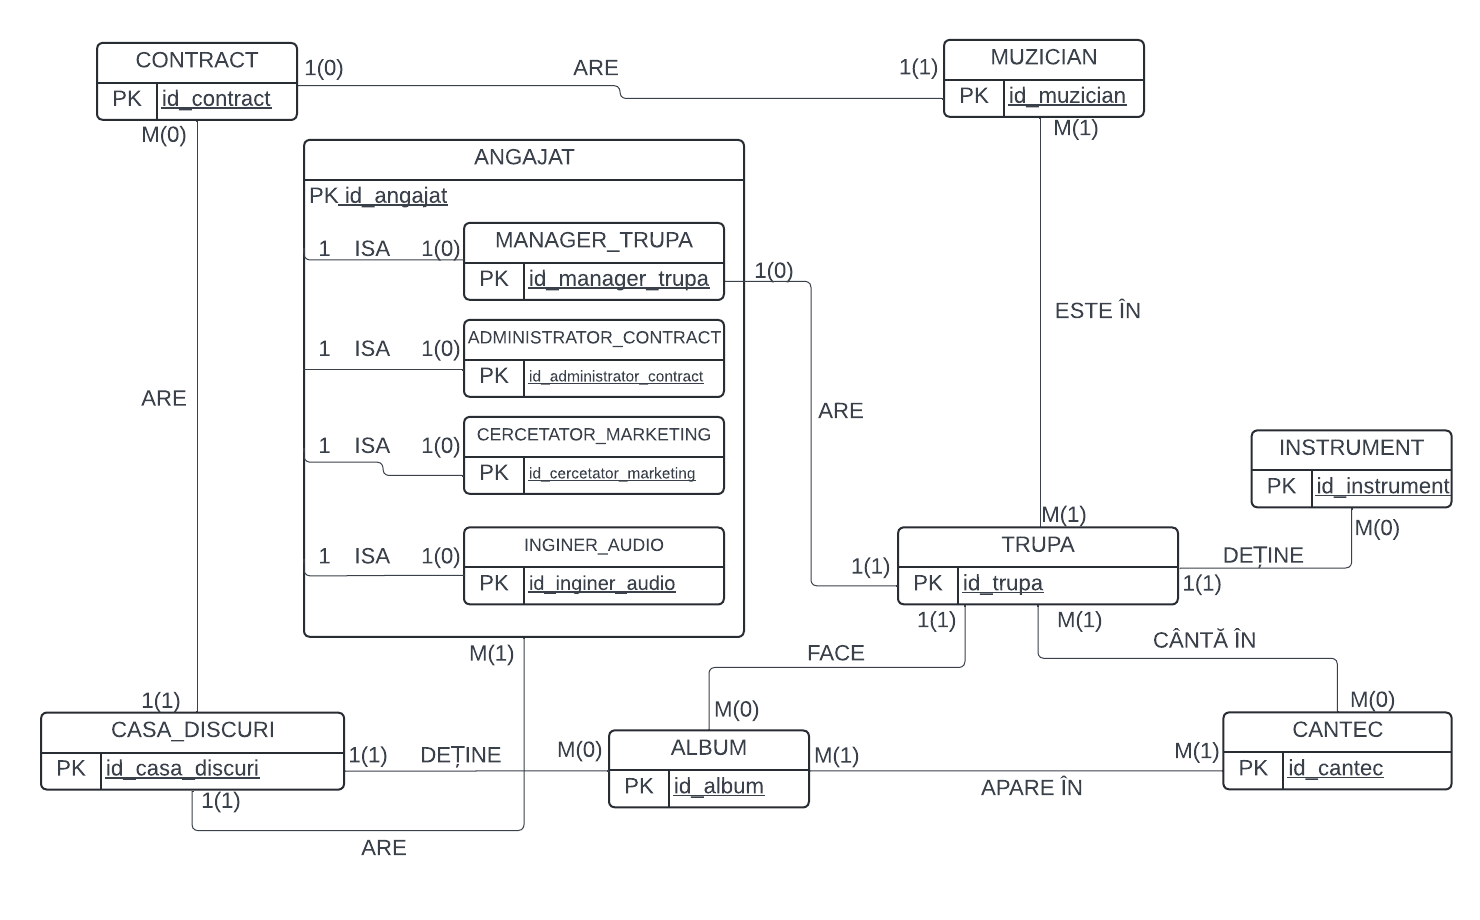 CONTRACT
PK id_contract
1(0)
ARE
1(1)
MUZICIAN
PK id_muzician
M(0)
M(1)
ANGAJAT
PK id_angajat
1 ISA 1(0)
MANAGER_TRUPA
PK id_manager_trupa
1(0)
1 ISA 1(0)
ADMINISTRATOR_CONTRACT
PK id_administrator_contract
1 ISA 1(0)
CERCETATOR_MARKETING
PK id_cercetator_marketing
1 ISA 1(0)
INGINER_AUDIO
PK id_inginer_audio
ARE
ESTE ÎN
ARE
INSTRUMENT
PK id_instrument
M(0)
M(1)
TRUPA
PK id_trupa
1(1)
DEȚINE
1(1)
1(1)
M(1)
FACE
CÂNTĂ ÎN
M(1)
1(1)
CASA_DISCURI
PK id_casa_discuri
1(1)
DEȚINE
M(0)
M(0)
ALBUM
PK id_album
M(1)
APARE ÎN
M(1)
M(0)
CANTEC
PK id_cantec
1(1)
ARE